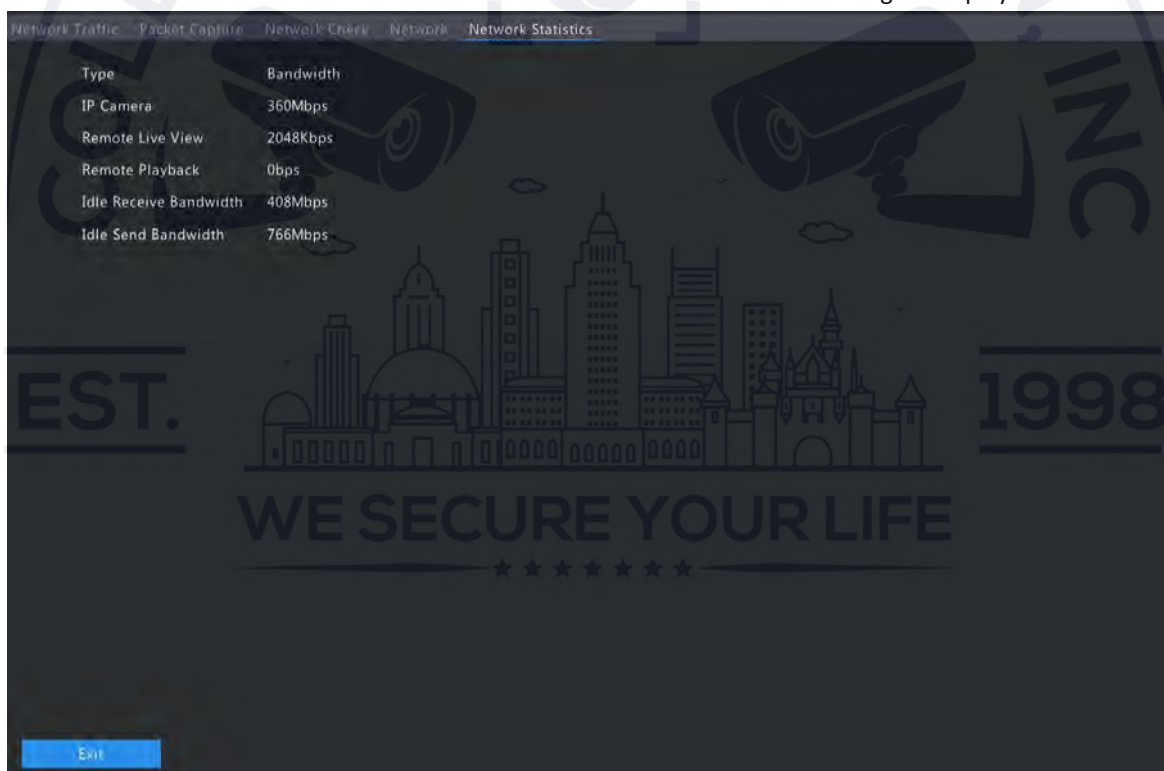 Network Traffic Packet Capture Network Check Network Network Statistics
Type Bandwidth
IP Camera 360Mbps
Remote Live View 2048Kbps
Remote Playback 0bps
Idle Receive Bandwidth 408Mbps
Idle Send Bandwidth 766Mbps
INC
EST. 1998
WE SECURE YOUR LIFE
Exit